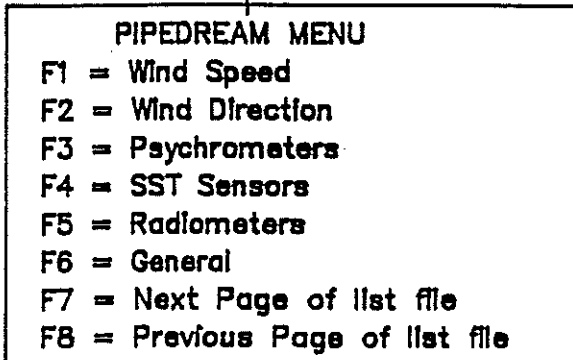 PIPEDREAM MENU
F1 = Wind Speed
F2 = Wind Direction
F3 = Psychrometers
F4 = SST Sensors
F5 = Radiometers
F6 = General
F7 = Next Page of list file
F8 = Previous Page of list file